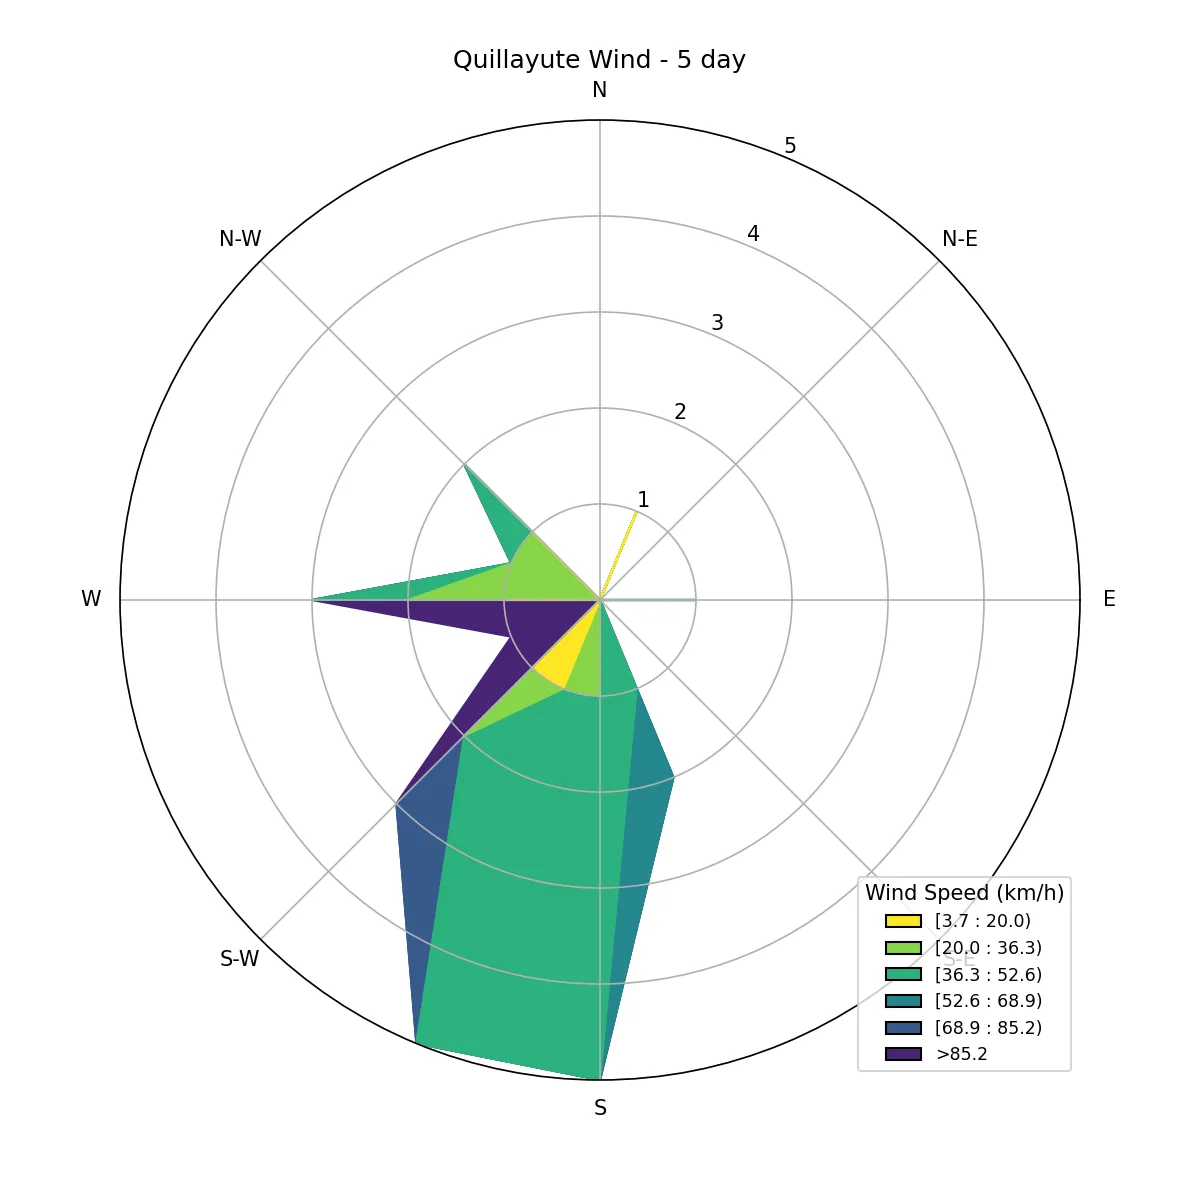 Quillayute Wind - 5 day
N
5
N-W
N-E
4
3
2
1
W
E
S-W
S-E
S
Wind Speed (km/h)
[3.7 : 20.0)
[20.0 : 36.3)
[36.3 : 52.6)
[52.6 : 68.9)
[68.9 : 85.2)
>85.2